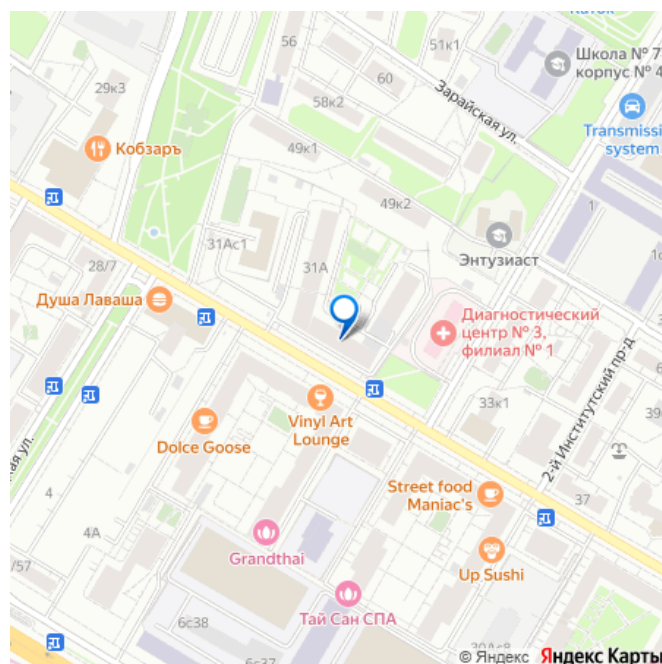 Каток
51к1
56
Школа № 7
корпус № 4
60
29к3
58к2
Зарайская ул.
Transmissi
system
Кобзаръ
49к1
49к2
1
Энтузиаст
31Ас1
31А
28/7
Душа Лаваша
Диагностический
центр № 3,
филиал № 1
2-й Институтский пр-д
33к1
Vinyl Art
Lounge
Dolce Goose
кая ул.
4
Street food
Maniac's
37
4А
Grandthai
Up Sushi
/57
Тай Сан СПА
6с38
6с37
30Ас8
© Яндекс Яндекс Карты